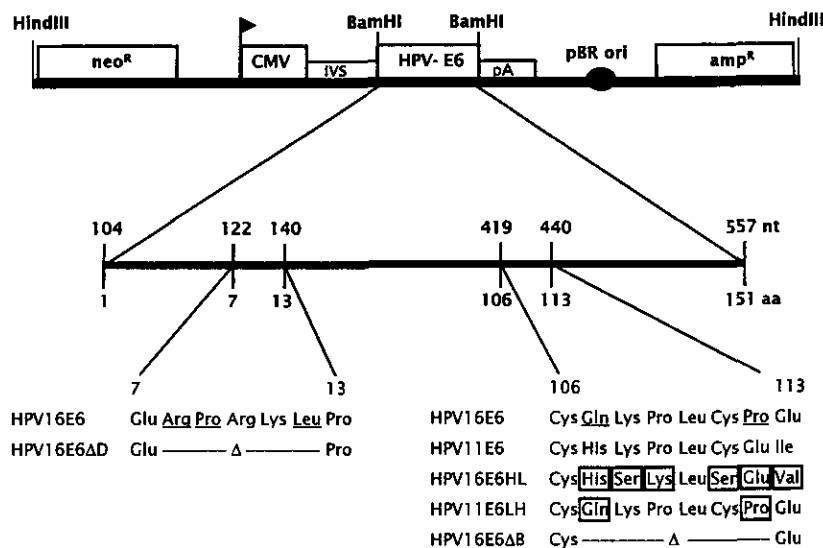 HindIII BamHI BamHI HindIII
neoR CMV IVS HPV- E6 pA pBR ori ampR
104 122 140 419 440 557 nt
1 7 13 106 113 151 aa
7 13 106 113
HPV16E6 Glu Arg Pro Arg Lys Leu Pro
HPV16E6ΔD Glu Δ Pro
HPV16E6 Cys Gln Lys Pro Leu Cys Pro Glu
HPV11E6 Cys His Lys Pro Leu Cys Glu Ile
HPV16E6HL Cys His Ser Lys Leu Ser Glu Val
HPV11E6LH Cys Gln Lys Pro Leu Cys Pro Glu
HPV16E6ΔB Cys Δ Glu